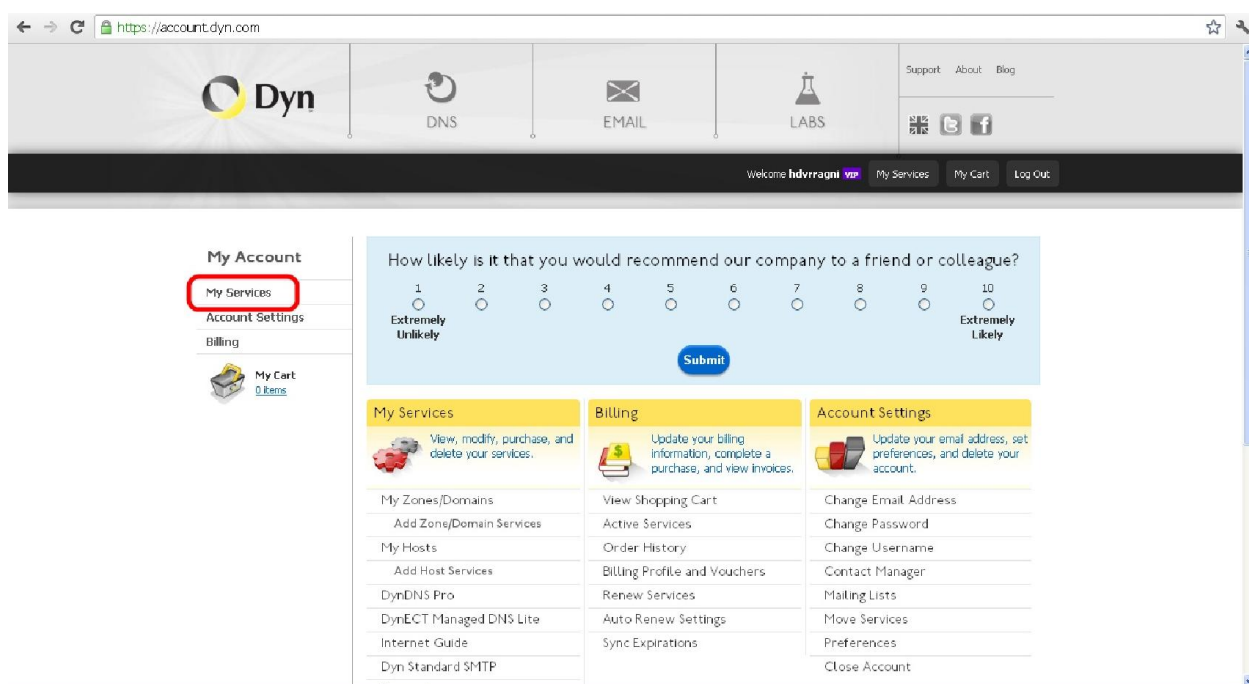 https://account.dyn.com
Dyn
DNS
EMAIL
LABS
Support About Blog
Welcome hdvrragni VIP My Services My Cart Log Out
My Account
My Services
Account Settings
Billing
My Cart
0 items
How likely is it that you would recommend our company to a friend or colleague?
1 2 3 4 5 6 7 8 9 10
Extremely Unlikely
Extremely Likely
Submit
My Services
View, modify, purchase, and
delete your services.
My Zones/Domains
Add Zone/Domain Services
My Hosts
Add Host Services
DynDNS Pro
DynECT Managed DNS Lite
Internet Guide
Dyn Standard SMTP
Billing
Update your billing
information, complete a
purchase, and view invoices.
View Shopping Cart
Active Services
Order History
Billing Profile and Vouchers
Renew Services
Auto Renew Settings
Sync Expirations
Account Settings
Update your email address, set
preferences, and delete your
account.
Change Email Address
Change Password
Change Username
Contact Manager
Mailing Lists
Move Services
Preferences
Close Account